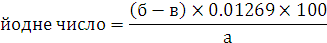 йодне число = (б − в) × 0.01269 × 100 / а